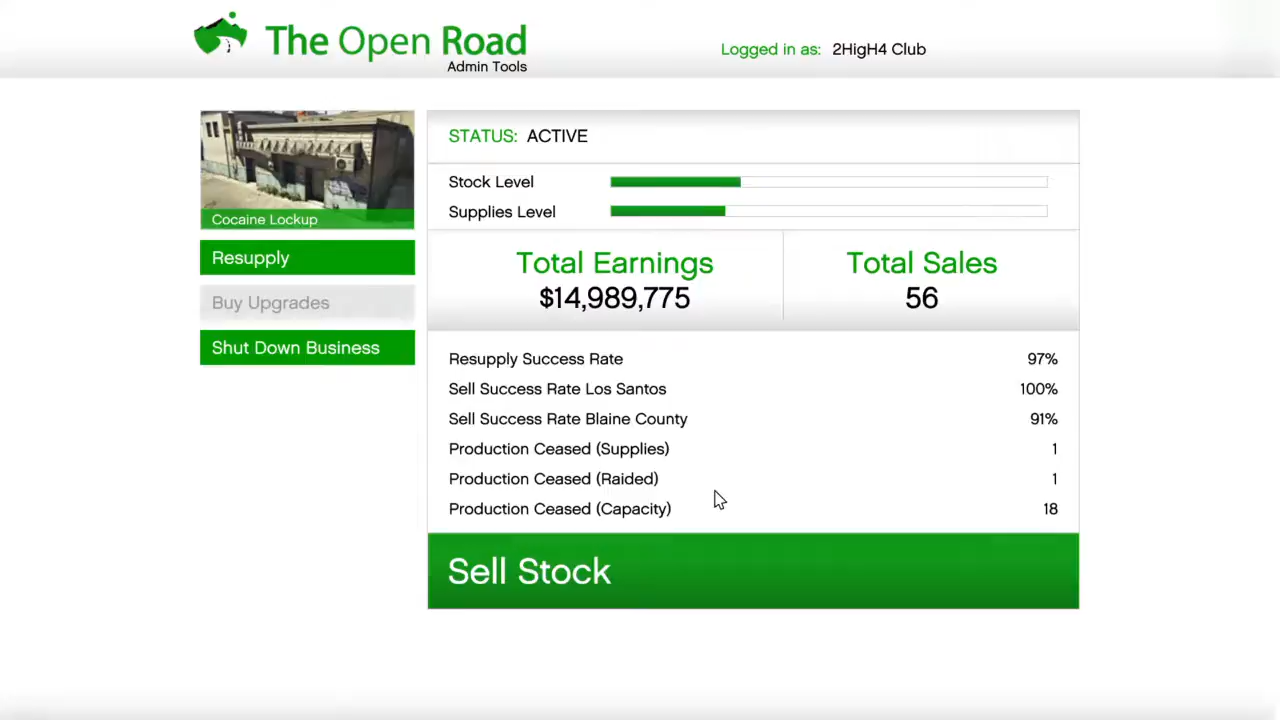 The Open Road
Admin Tools
Logged in as: 2HigH4 Club
Cocaine Lockup
Resupply
Buy Upgrades
Shut Down Business
STATUS: ACTIVE
Stock Level
Supplies Level
Total Earnings
$14,989,775
Total Sales
56
Resupply Success Rate 97%
Sell Success Rate Los Santos 100%
Sell Success Rate Blaine County 91%
Production Ceased (Supplies) 1
Production Ceased (Raided) 1
Production Ceased (Capacity) 18
Sell Stock